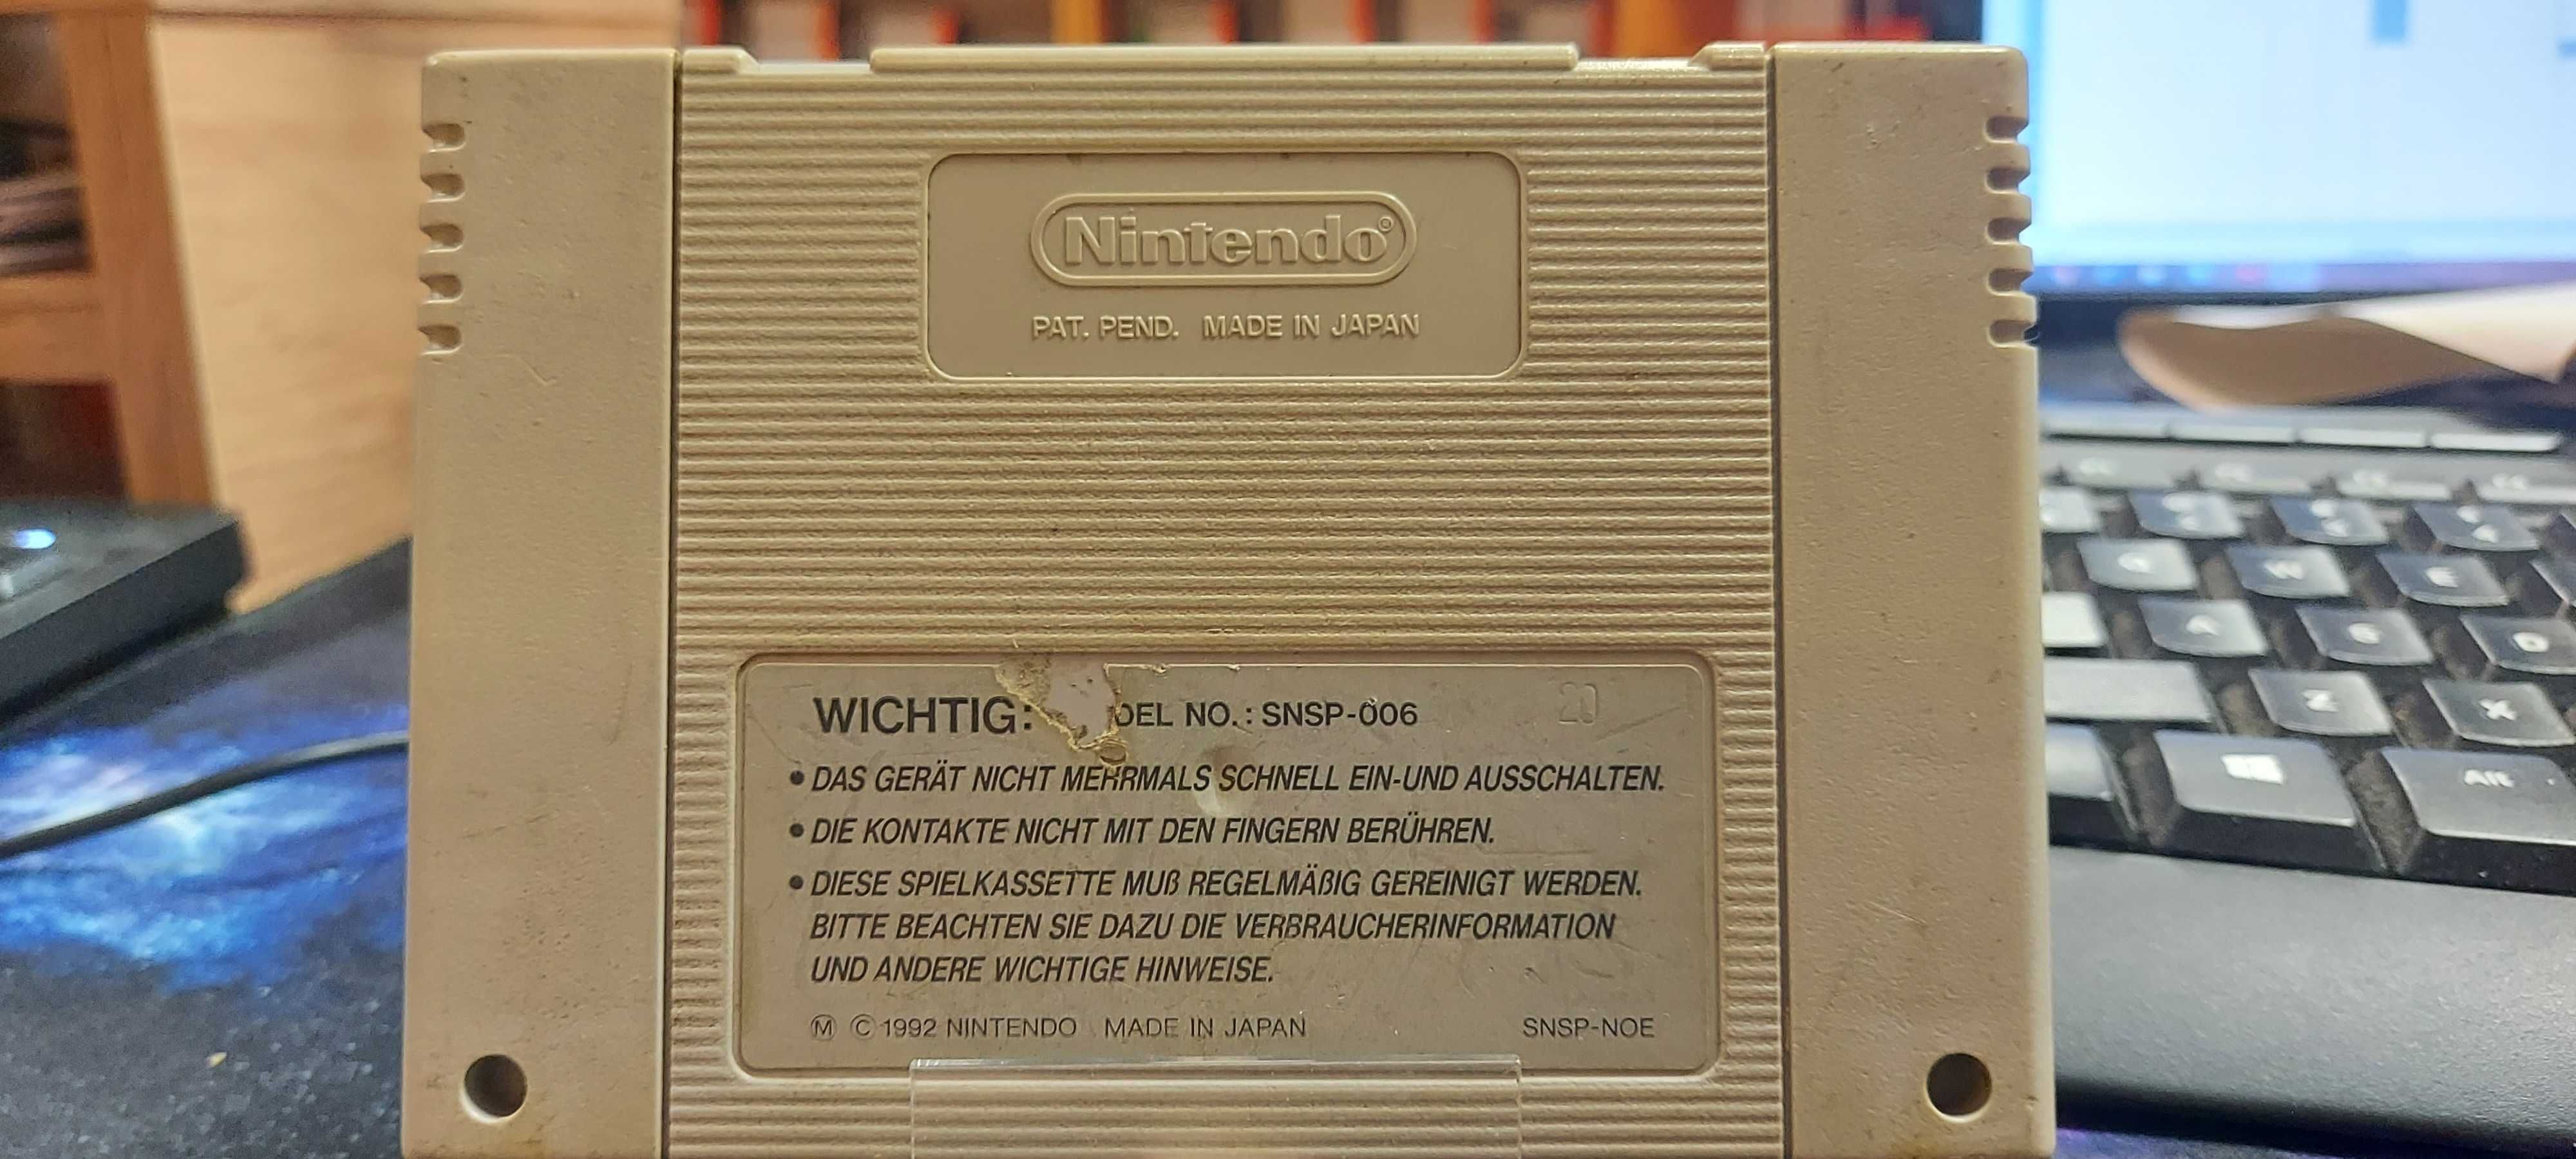 Nintendo®
PAT. PEND. MADE IN JAPAN
WICHTIG: DEL NO.: SNSP-006 20
• DAS GERÄT NICHT MEHRMALS SCHNELL EIN-UND AUSSCHALTEN.
• DIE KONTAKTE NICHT MIT DEN FINGERN BERÜHREN.
• DIESE SPIELKASSETTE MUß REGELMÄßIG GEREINIGT WERDEN.
BITTE BEACHTEN SIE DAZU DIE VERBRAUCHERINFORMATION
UND ANDERE WICHTIGE HINWEISE.
Ⓜ © 1992 NINTENDO MADE IN JAPAN SNSP-NOE
Q W E
A S D
Z X
Alt